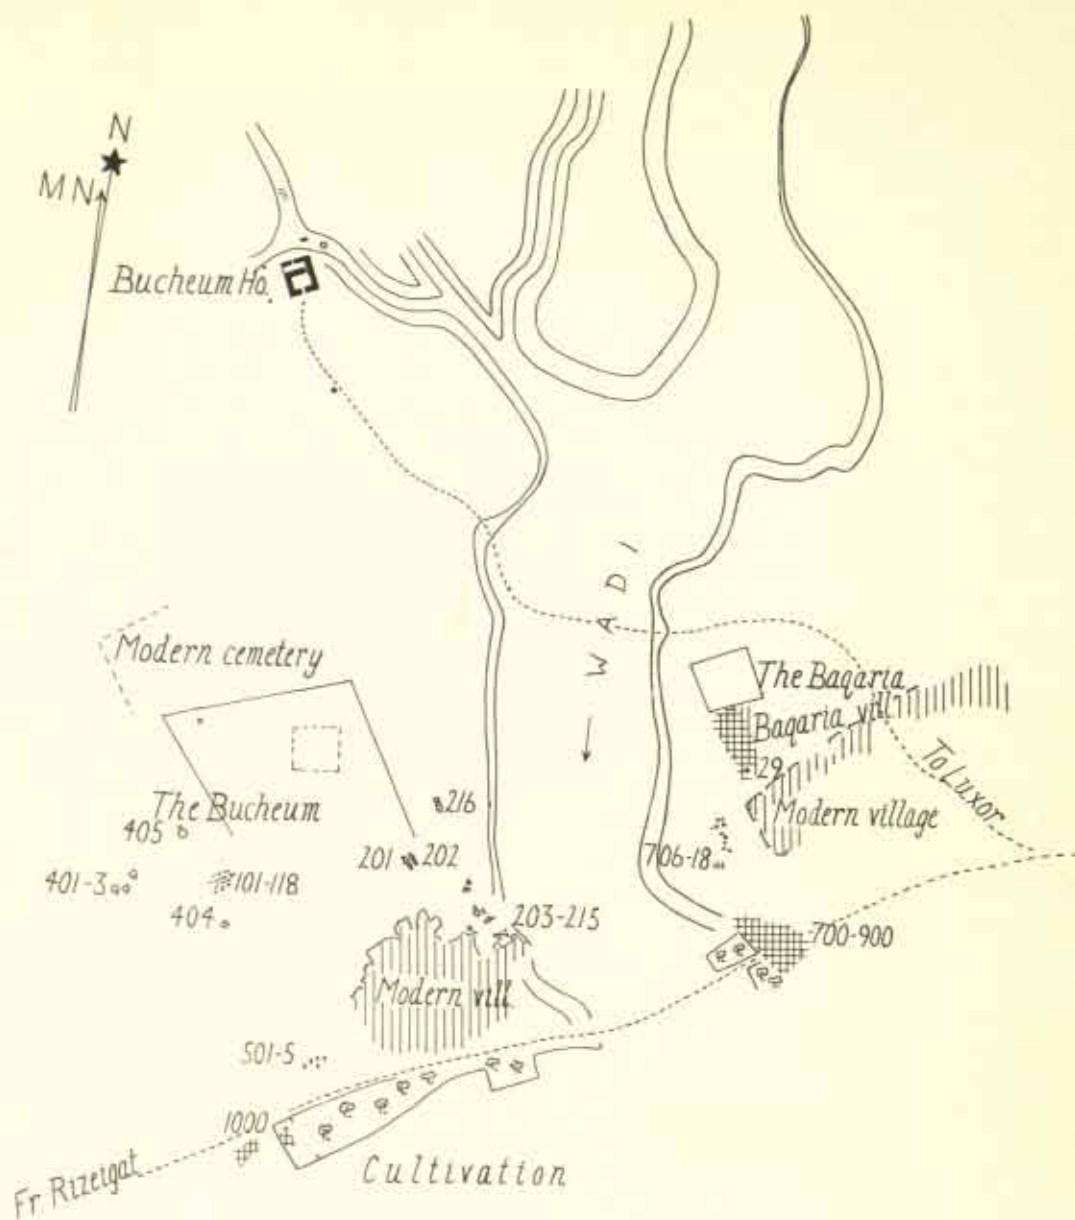 N
MN
Bucheum Ho.
WADI
Modern cemetery
The Baqaria
Baqaria vill
29
To Luxor
Modern village
The Bucheum
216
405
201
202
706-18
401-3
101-118
404
203-215
700-900
Modern vill.
501-5
1000
Cultivation
Fr. Rizeigat